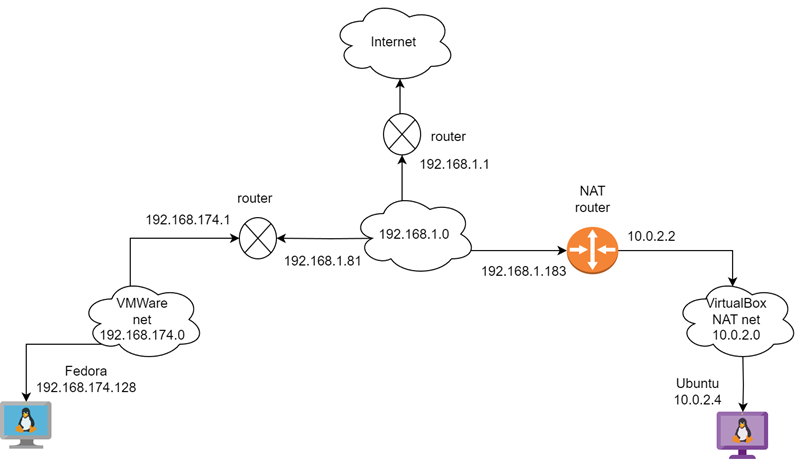 Internet
router
192.168.1.1
router
192.168.174.1
192.168.1.0
192.168.1.81
NAT
router
10.0.2.2
192.168.1.183
VMWare
net
192.168.174.0
VirtualBox
NAT net
10.0.2.0
Fedora
192.168.174.128
Ubuntu
10.0.2.4